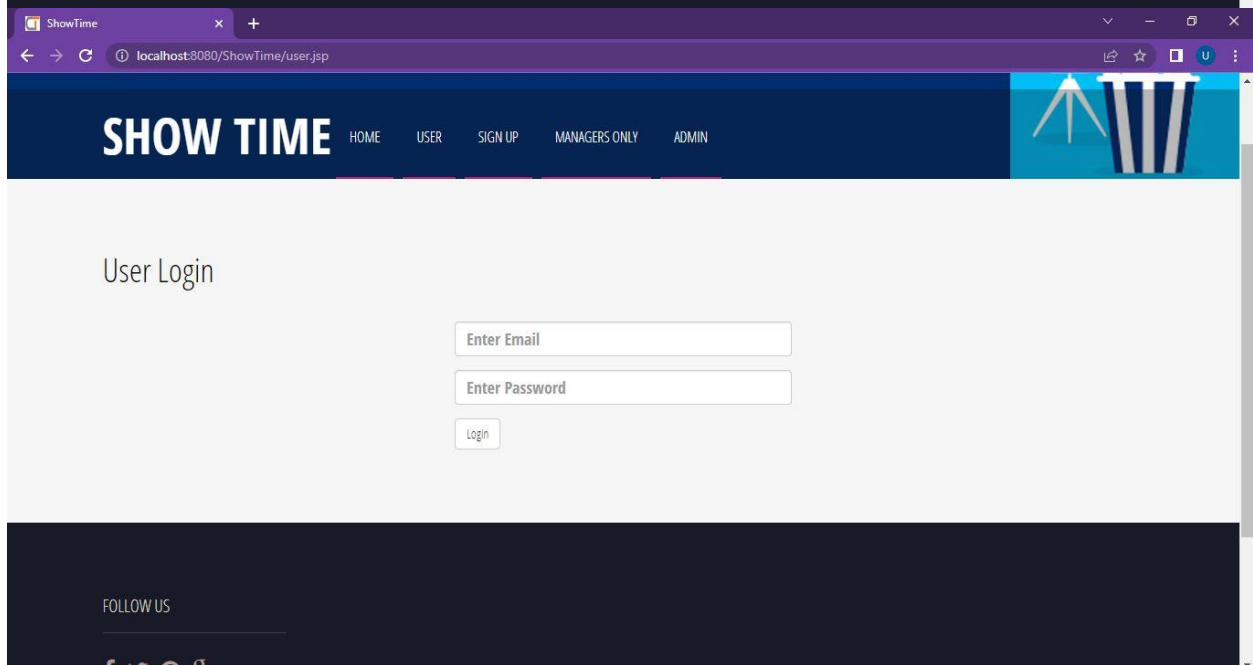 ShowTime
localhost:8080/ShowTime/user.jsp
U
SHOW TIME HOME USER SIGN UP MANAGERS ONLY ADMIN
User Login
Enter Email
Enter Password
Login
FOLLOW US